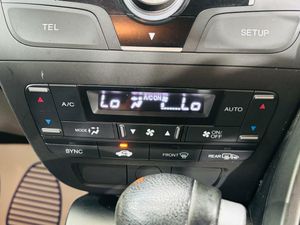 TEL
SETUP
Lo A/C ON Lo
A/C
AUTO
MODE
ON/
OFF
SYNC
FRONT
REAR